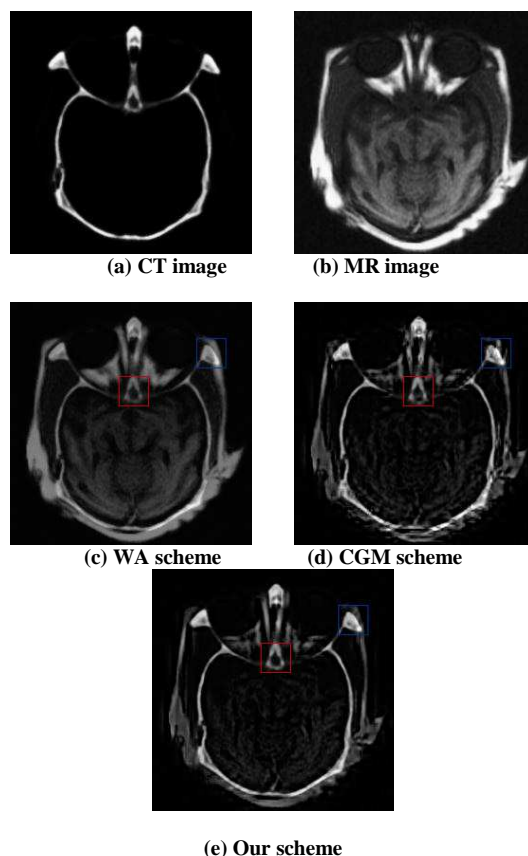 (a) CT image
(b) MR image
(c) WA scheme
(d) CGM scheme
(e) Our scheme